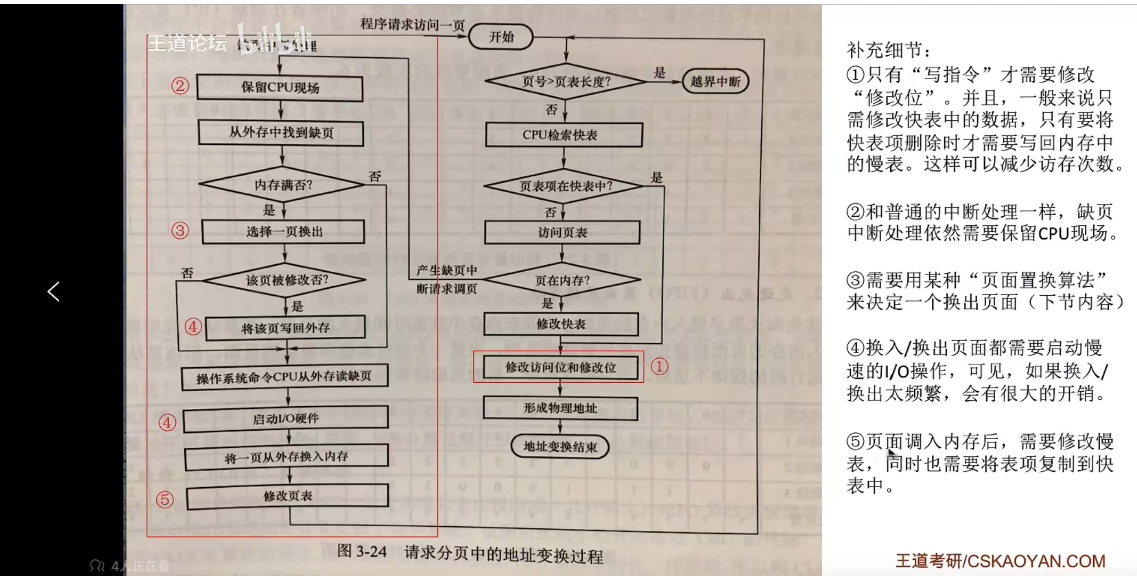 程序请求访问一页
开始
王道论坛
bilibili
缺页中断处理
②
保留CPU现场
从外存中找到缺页
内存满否?
否
是
③
选择一页换出
该页被修改否?
否
是
④
将该页写回外存
操作系统命令CPU从外存读缺页
④
启动I/O硬件
将一页从外存换入内存
⑤
修改页表
页号>页表长度?
是
越界中断
否
CPU检索快表
页表项在快表中?
是
否
访问页表
页在内存?
产生缺页中
断请求调页
是
修改快表
修改访问位和修改位
①
形成物理地址
地址变换结束
图 3-24 请求分页中的地址变换过程
4人正在看
补充细节:
①只有“写指令”才需要修改
“修改位”。并且,一般来说只
需修改快表中的数据,只有要将
快表项删除时才需要写回内存中
的慢表。这样可以减少访存次数。
②和普通的中断处理一样,缺页
中断处理依然需要保留CPU现场。
③需要用某种“页面置换算法”
来决定一个换出页面(下节内容)
④换入/换出页面都需要启动慢
速的I/O操作,可见,如果换入/
换出太频繁,会有很大的开销。
⑤页面调入内存后,需要修改慢
表,同时也需要将表项复制到快
表中。
王道考研/CSKAOYAN.COM